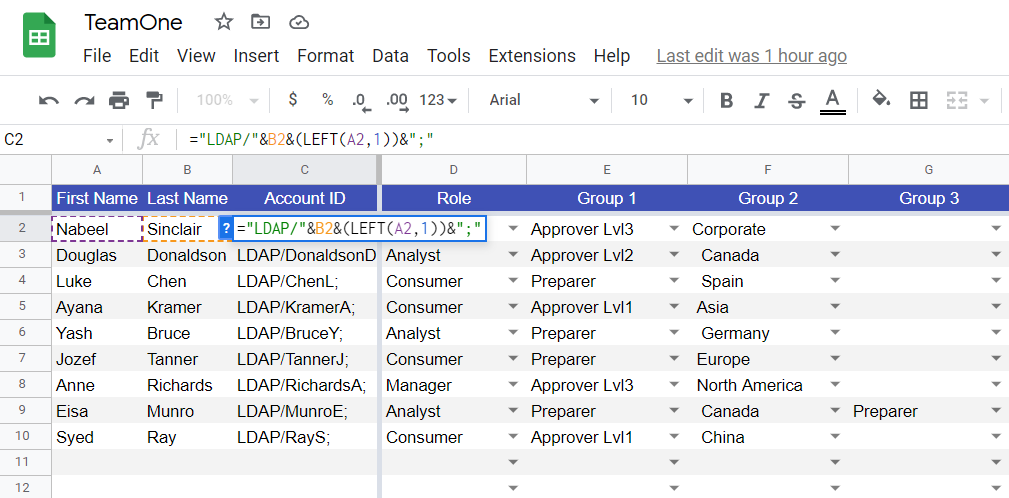 TeamOne
File Edit View Insert Format Data Tools Extensions Help Last edit was 1 hour ago
100% $ % .0 .00 123 Arial 10 B I S A
C2 fx ="LDAP/"&B2&(LEFT(A2,1))&";"
A B C D E F G
1 First Name Last Name Account ID Role Group 1 Group 2 Group 3
2 Nabeel Sinclair ? ="LDAP/"&B2&(LEFT(A2,1))&";" Approver Lvl3 Corporate
3 Douglas Donaldson LDAP/DonaldsonD Analyst Approver Lvl2 Canada
4 Luke Chen LDAP/ChenL; Consumer Preparer Spain
5 Ayana Kramer LDAP/KramerA; Consumer Approver Lvl1 Asia
6 Yash Bruce LDAP/BruceY; Analyst Preparer Germany
7 Jozef Tanner LDAP/TannerJ; Consumer Preparer Europe
8 Anne Richards LDAP/RichardsA; Manager Approver Lvl3 North America
9 Eisa Munro LDAP/MunroE; Analyst Preparer Canada Preparer
10 Syed Ray LDAP/RayS; Consumer Approver Lvl1 China
11
12